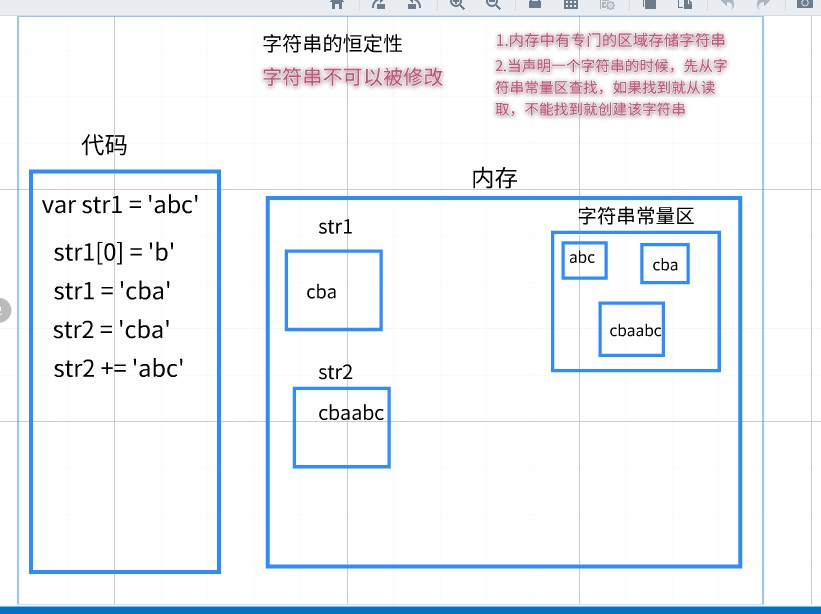 字符串的恒定性
字符串不可以被修改
1.内存中有专门的区域存储字符串
2.当声明一个字符串的时候，先从字
符串常量区查找，如果找到就从读
取，不能找到就创建该字符串
代码
var str1 = 'abc'
str1[0] = 'b'
str1 = 'cba'
str2 = 'cba'
str2 += 'abc'
内存
str1
cba
str2
cbaabc
字符串常量区
abc
cba
cbaabc